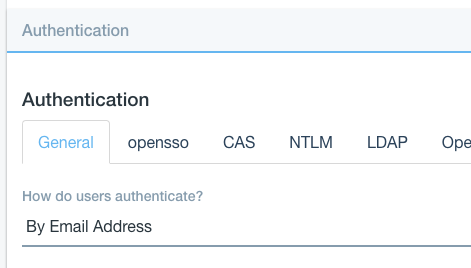 Authentication
Authentication
General opensso CAS NTLM LDAP Ope
How do users authenticate?
By Email Address